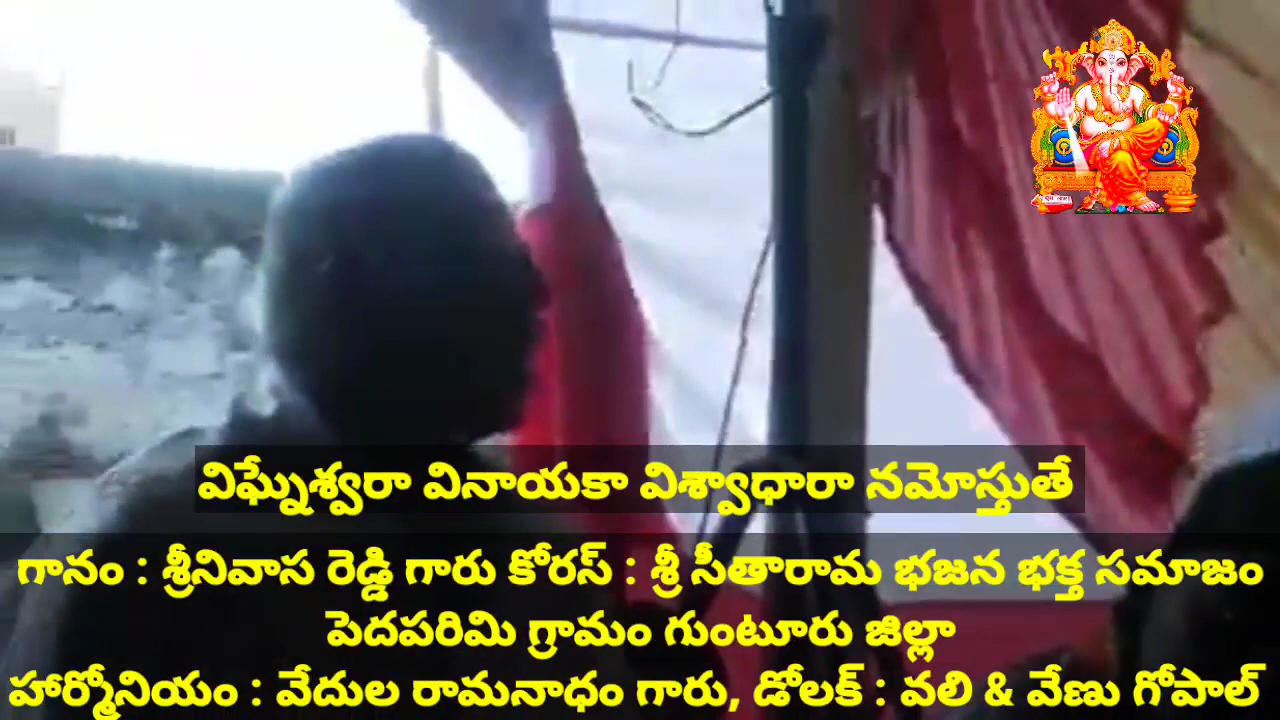 విఘ్నేశ్వరా వినాయకా విశ్వాధారా నమోస్తుతే
గానం : శ్రీనివాస రెడ్డి గారు కోరస్ : శ్రీ సీతారామ భజన భక్త సమాజం
పెదపరిమి గ్రామం గుంటూరు జిల్లా
హార్మోనియం : వేదుల రామనాధం గారు, డోలక్ : వలి & వేణు గోపాల్